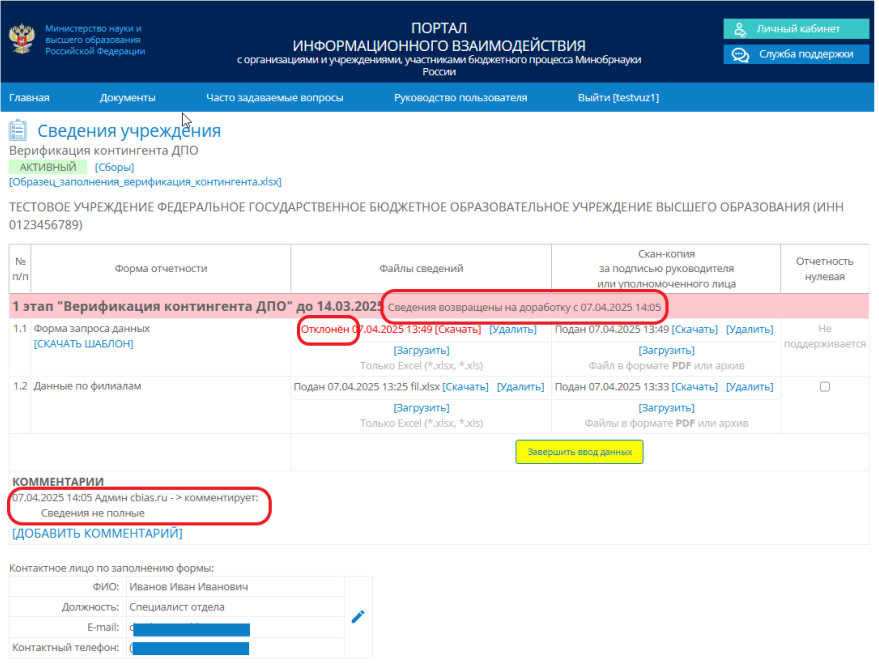 Министерство науки и
высшего образования
Российской Федерации
ПОРТАЛ
ИНФОРМАЦИОННОГО ВЗАИМОДЕЙСТВИЯ
с организациями и учреждениями, участниками бюджетного процесса Минобрнауки
России
Личный кабинет
Служба поддержки
Главная Документы Часто задаваемые вопросы Руководство пользователя Выйти [testvuz1]
Сведения учреждения
Верификация контингента ДПО
АКТИВНЫЙ [Сборы]
[Образец_заполнения_верификация_контингента.xlsx]
ТЕСТОВОЕ УЧРЕЖДЕНИЕ ФЕДЕРАЛЬНОЕ ГОСУДАРСТВЕННОЕ БЮДЖЕТНОЕ ОБРАЗОВАТЕЛЬНОЕ УЧРЕЖДЕНИЕ ВЫСШЕГО ОБРАЗОВАНИЯ (ИНН
0123456789)
№
п/п
Форма отчетности
Файлы сведений
Скан-копия
за подписью руководителя
или уполномоченного лица
Отчетность
нулевая
1 этап "Верификация контингента ДПО" до 14.03.2025 Сведения возвращены на доработку с 07.04.2025 14:05
1.1 Форма запроса данных
[СКАЧАТЬ ШАБЛОН]
Отклонён 07.04.2025 13:49 [Скачать] [Удалить]
[Загрузить]
Только Excel (*.xlsx, *.xls)
Подан 07.04.2025 13:49 [Скачать] [Удалить]
[Загрузить]
Файл в формате PDF или архив
Не
поддерживается
1.2 Данные по филиалам
Подан 07.04.2025 13:25 fil.xlsx [Скачать] [Удалить]
[Загрузить]
Только Excel (*.xlsx, *.xls)
Подан 07.04.2025 13:33 [Скачать] [Удалить]
[Загрузить]
Файлы в формате PDF или архив
Завершить ввод данных
КОММЕНТАРИИ
07.04.2025 14:05 Админ cbias.ru - > комментирует:
Сведения не полные
[ДОБАВИТЬ КОММЕНТАРИЙ]
Контактное лицо по заполнению формы:
ФИО: Иванов Иван Иванович
Должность: Специалист отдела
E-mail:
Контактный телефон: (